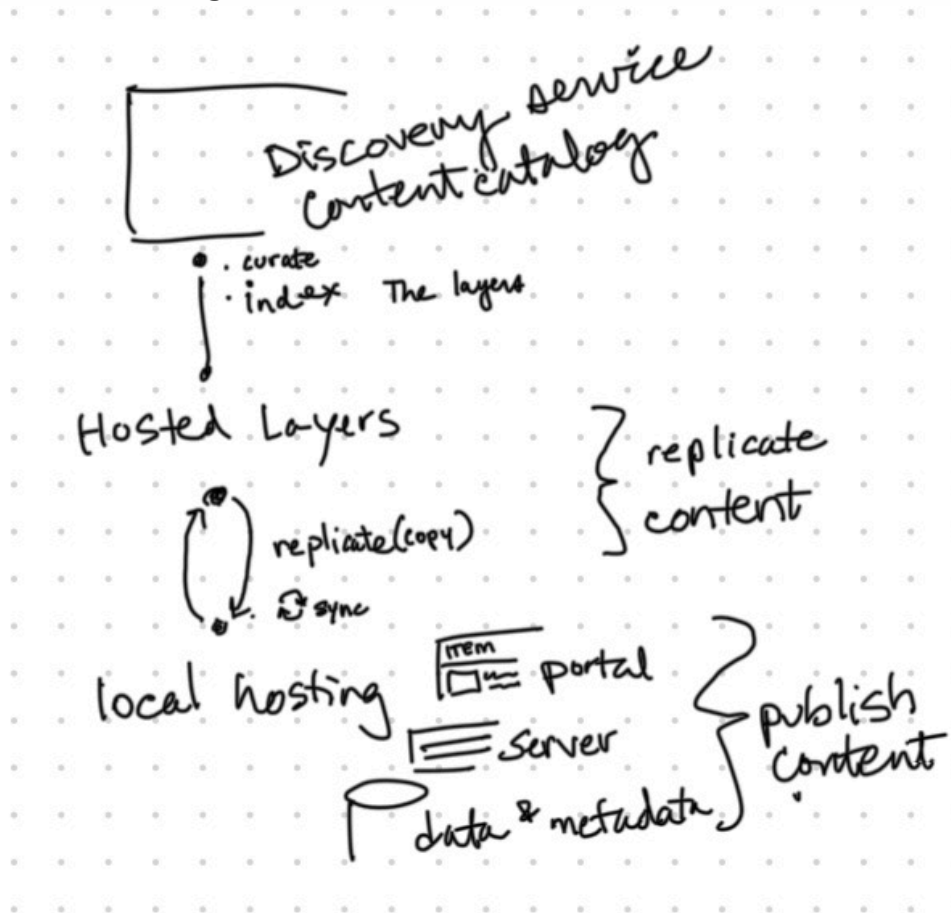 Discovery service
content catalog
. curate
. index The layers
Hosted Layers
replicate
content
replicate(copy)
sync
ITEM
portal
local hosting
server
publish
content
data & metadata